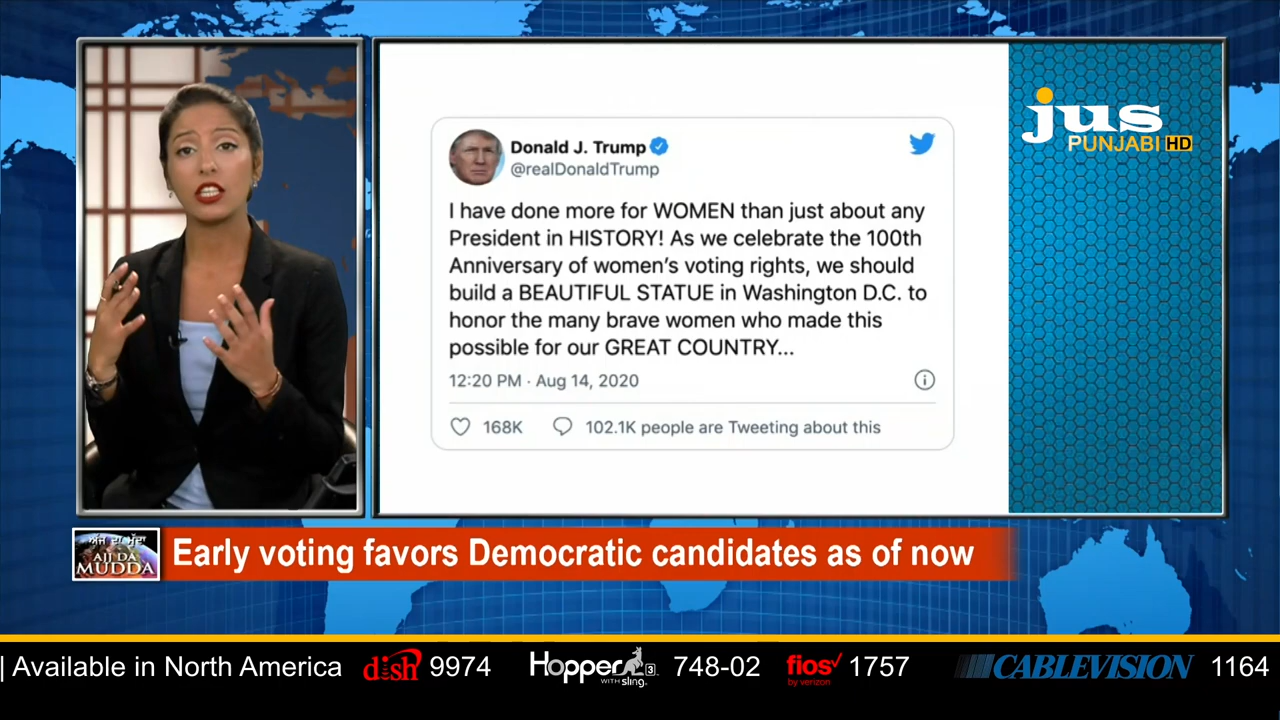 jus
PUNJABI HD
Donald J. Trump
@realDonaldTrump
I have done more for WOMEN than just about any
President in HISTORY! As we celebrate the 100th
Anniversary of women’s voting rights, we should
build a BEAUTIFUL STATUE in Washington D.C. to
honor the many brave women who made this
possible for our GREAT COUNTRY...
12:20 PM · Aug 14, 2020
168K 102.1K people are Tweeting about this
ਅੱਜ ਦਾ ਮੁੱਦਾ
AJJ DA
MUDDA
Early voting favors Democratic candidates as of now
| Available in North America dish 9974 Hopper 3 WITH sling 748-02 fios by verizon 1757 CABLEVISION 1164